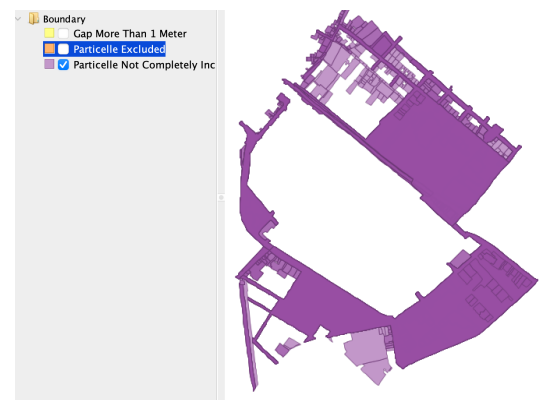 Boundary
Gap More Than 1 Meter
Particelle Excluded
Particelle Not Completely Inc